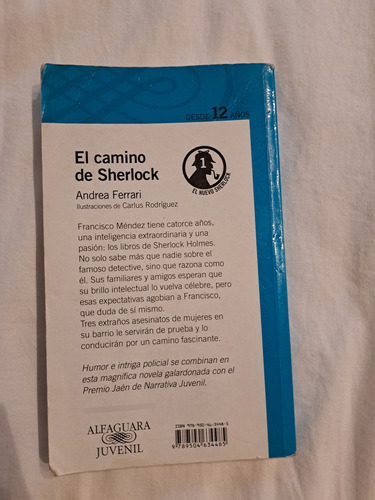 DESDE 12 AÑOS
El camino
de Sherlock
Andrea Ferrari
Ilustraciones de Carlus Rodríguez
1
EL NUEVO SHERLOCK
Francisco Méndez tiene catorce años,
una inteligencia extraordinaria y una
pasión: los libros de Sherlock Holmes.
No solo sabe más que nadie sobre el
famoso detective, sino que razona como
él. Sus familiares y amigos esperan que
su brillo intelectual lo vuelva célebre, pero
esas expectativas agobian a Francisco,
que duda de sí mismo.
Tres extraños asesinatos de mujeres en
su barrio le servirán de prueba y lo
conducirán por un camino fascinante.
Humor e intriga policial se combinan en
esta magnífica novela galardonada con el
Premio Jaén de Narrativa Juvenil.
ALFAGUARA
JUVENIL
9789504634485